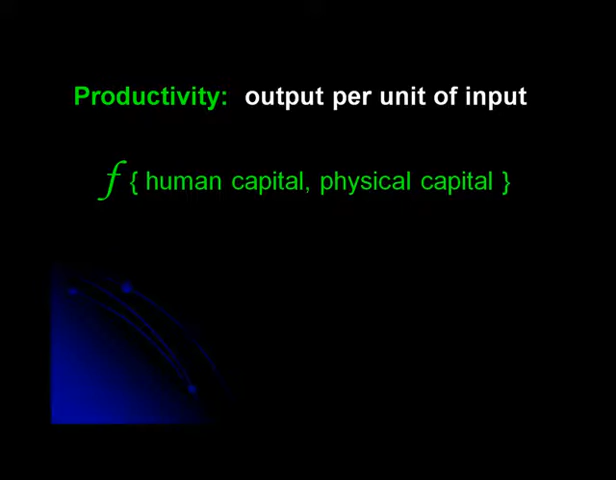 Productivity: output per unit of input
f { human capital, physical capital }